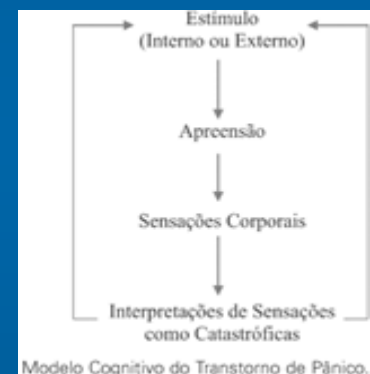 Estímulo
(Interno ou Externo)
Apreensão
Sensações Corporais
Interpretações de Sensações
como Catastróficas
Modelo Cognitivo do Transtorno de Pânico.